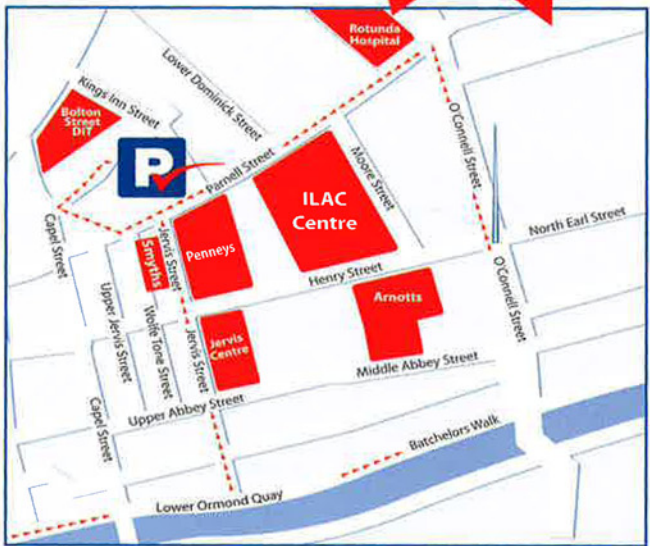 Rotunda
Hospital
Lower Dominick Street
Kings Inn Street
Bolton
Street
DIT
P
Parnell Street
O'Connell Street
Moore Street
ILAC
Centre
North Earl Street
Capel Street
Smyths
Jervis Street
Penneys
Henry Street
O'Connell Street
Upper Jervis Street
Wolfe Tone Street
Arnotts
Jervis Street
Jervis
Centre
Middle Abbey Street
Capel Street
Upper Abbey Street
Batchelors Walk
Lower Ormond Quay